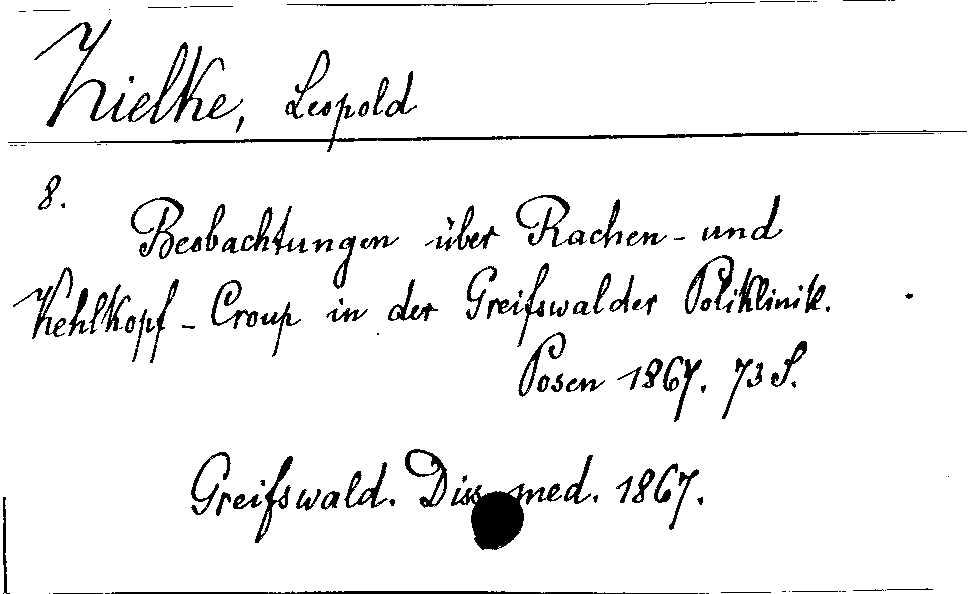 Zielke, Leopold
8.
Beobachtungen über Rachen- und
Kehlkopf-Croup in der Greifswalder Poliklinik.
Posen 1867. 73 S.
Greifswald. Diss. med. 1867.